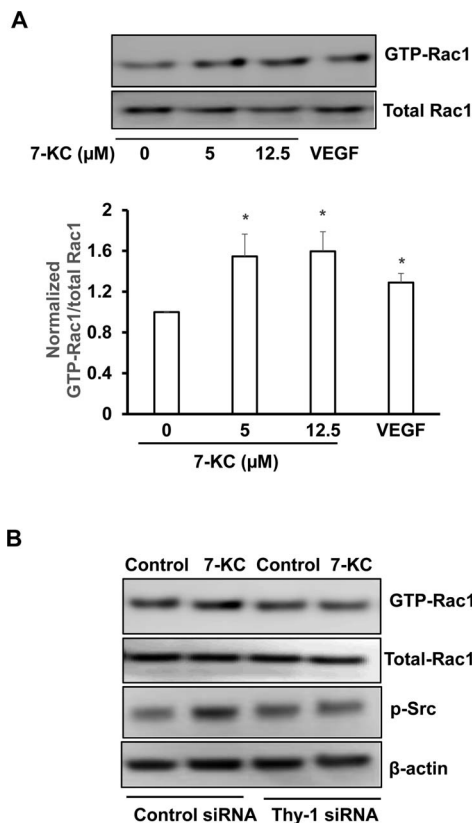 A
GTP-Rac1
Total Rac1
7-KC (µM) 0 5 12.5 VEGF
Normalized
GTP-Rac1/total Rac1
2
1.6
1.2
0.8
0.4
0
* * *
0 5 12.5 VEGF
7-KC (µM)
B
Control 7-KC Control 7-KC
GTP-Rac1
Total-Rac1
p-Src
β-actin
Control siRNA Thy-1 siRNA